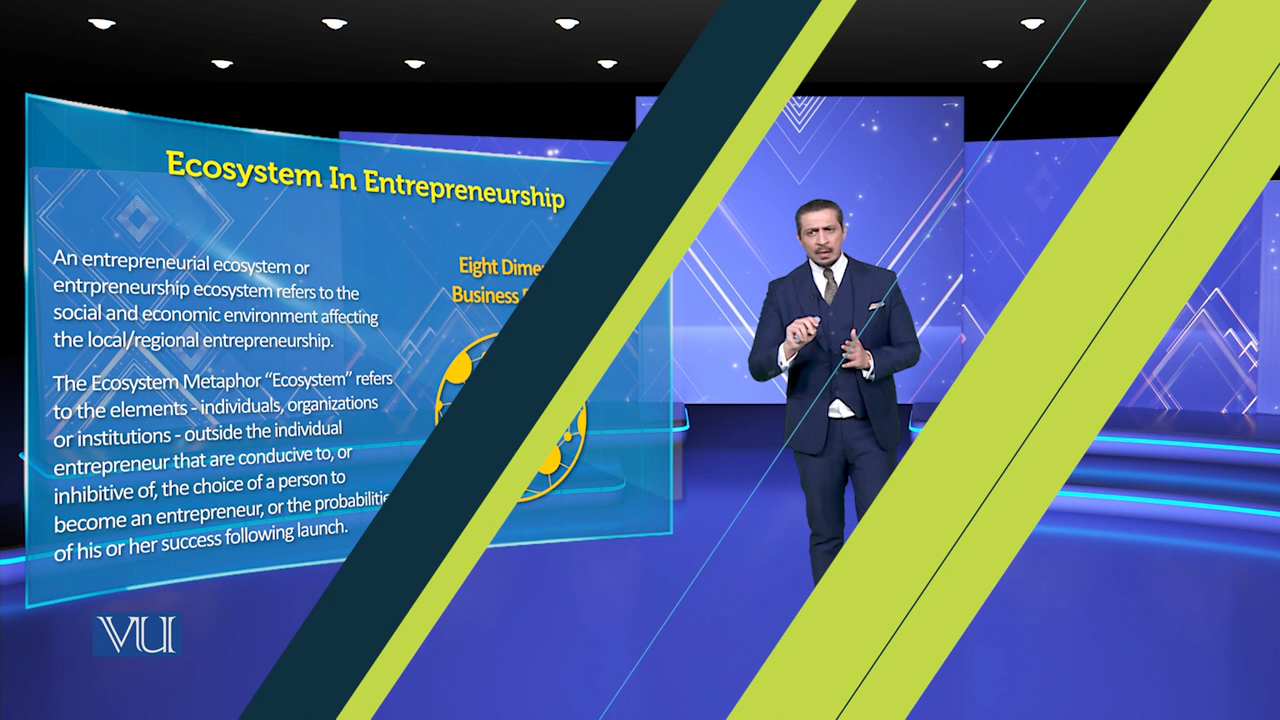 Ecosystem In Entrepreneurship
An entrepreneurial ecosystem or
entrpreneurship ecosystem refers to the
social and economic environment affecting
the local/regional entrepreneurship.
The Ecosystem Metaphor “Ecosystem” refers
to the elements - individuals, organizations
or institutions - outside the individual
entrepreneur that are conducive to, or
inhibitive of, the choice of a person to
become an entrepreneur, or the
of his or her success following launch.
Eight
Business
VU